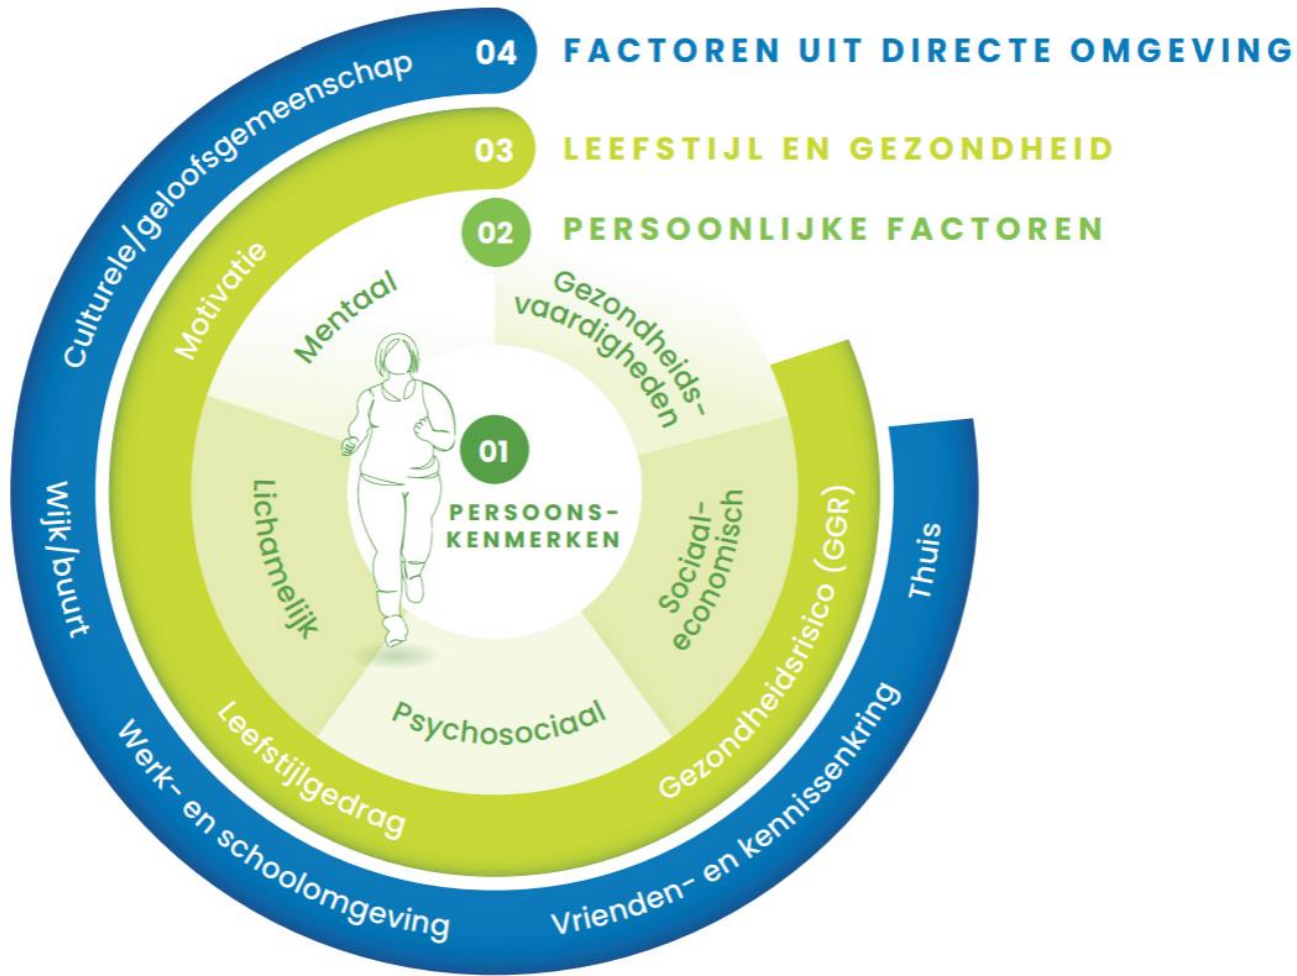 04 FACTOREN UIT DIRECTE OMGEVING
03 LEEFSTIJL EN GEZONDHEID
02 PERSOONLIJKE FACTOREN
01
PERSOONS-
KENMERKEN
Mentaal
Gezondheids-
vaardigheden
Sociaal-
economisch
Psychosociaal
Lichamelijk
Motivatie
Leefstijlgedrag
Gezondheidsrisico (GGR)
Culturele/geloofsgemeenschap
Wijk/buurt
Werk- en schoolomgeving
Vrienden- en kennissenkring
Thuis